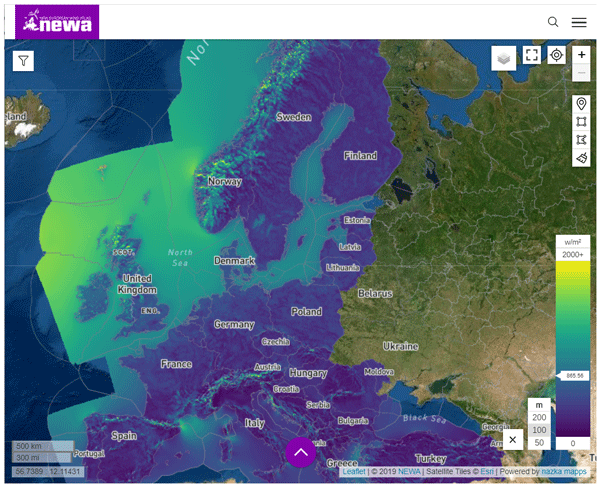 NEW EUROPEAN WIND ATLAS
newa
No
land
Sweden
Finland
Norway
Estonia
SCOT.
North
Sea
Latvia
Denmark
Lithuania
United
Kingdom
Belarus
ENG.
Poland
Germany
Czechia
Ukraine
France
Austria
Hungary
Moldova
Croatia
Serbia
Italy
Bulgaria
Black Sea
Spain
Portugal
Georgia
Greece
Turkey
w/m²
2000+
865.56
0
m
200
100
50
500 km
300 mi
56.7389 : 12.11431
Leaflet | © 2019 NEWA | Satellite Tiles © Esri | Powered by nazka mapps